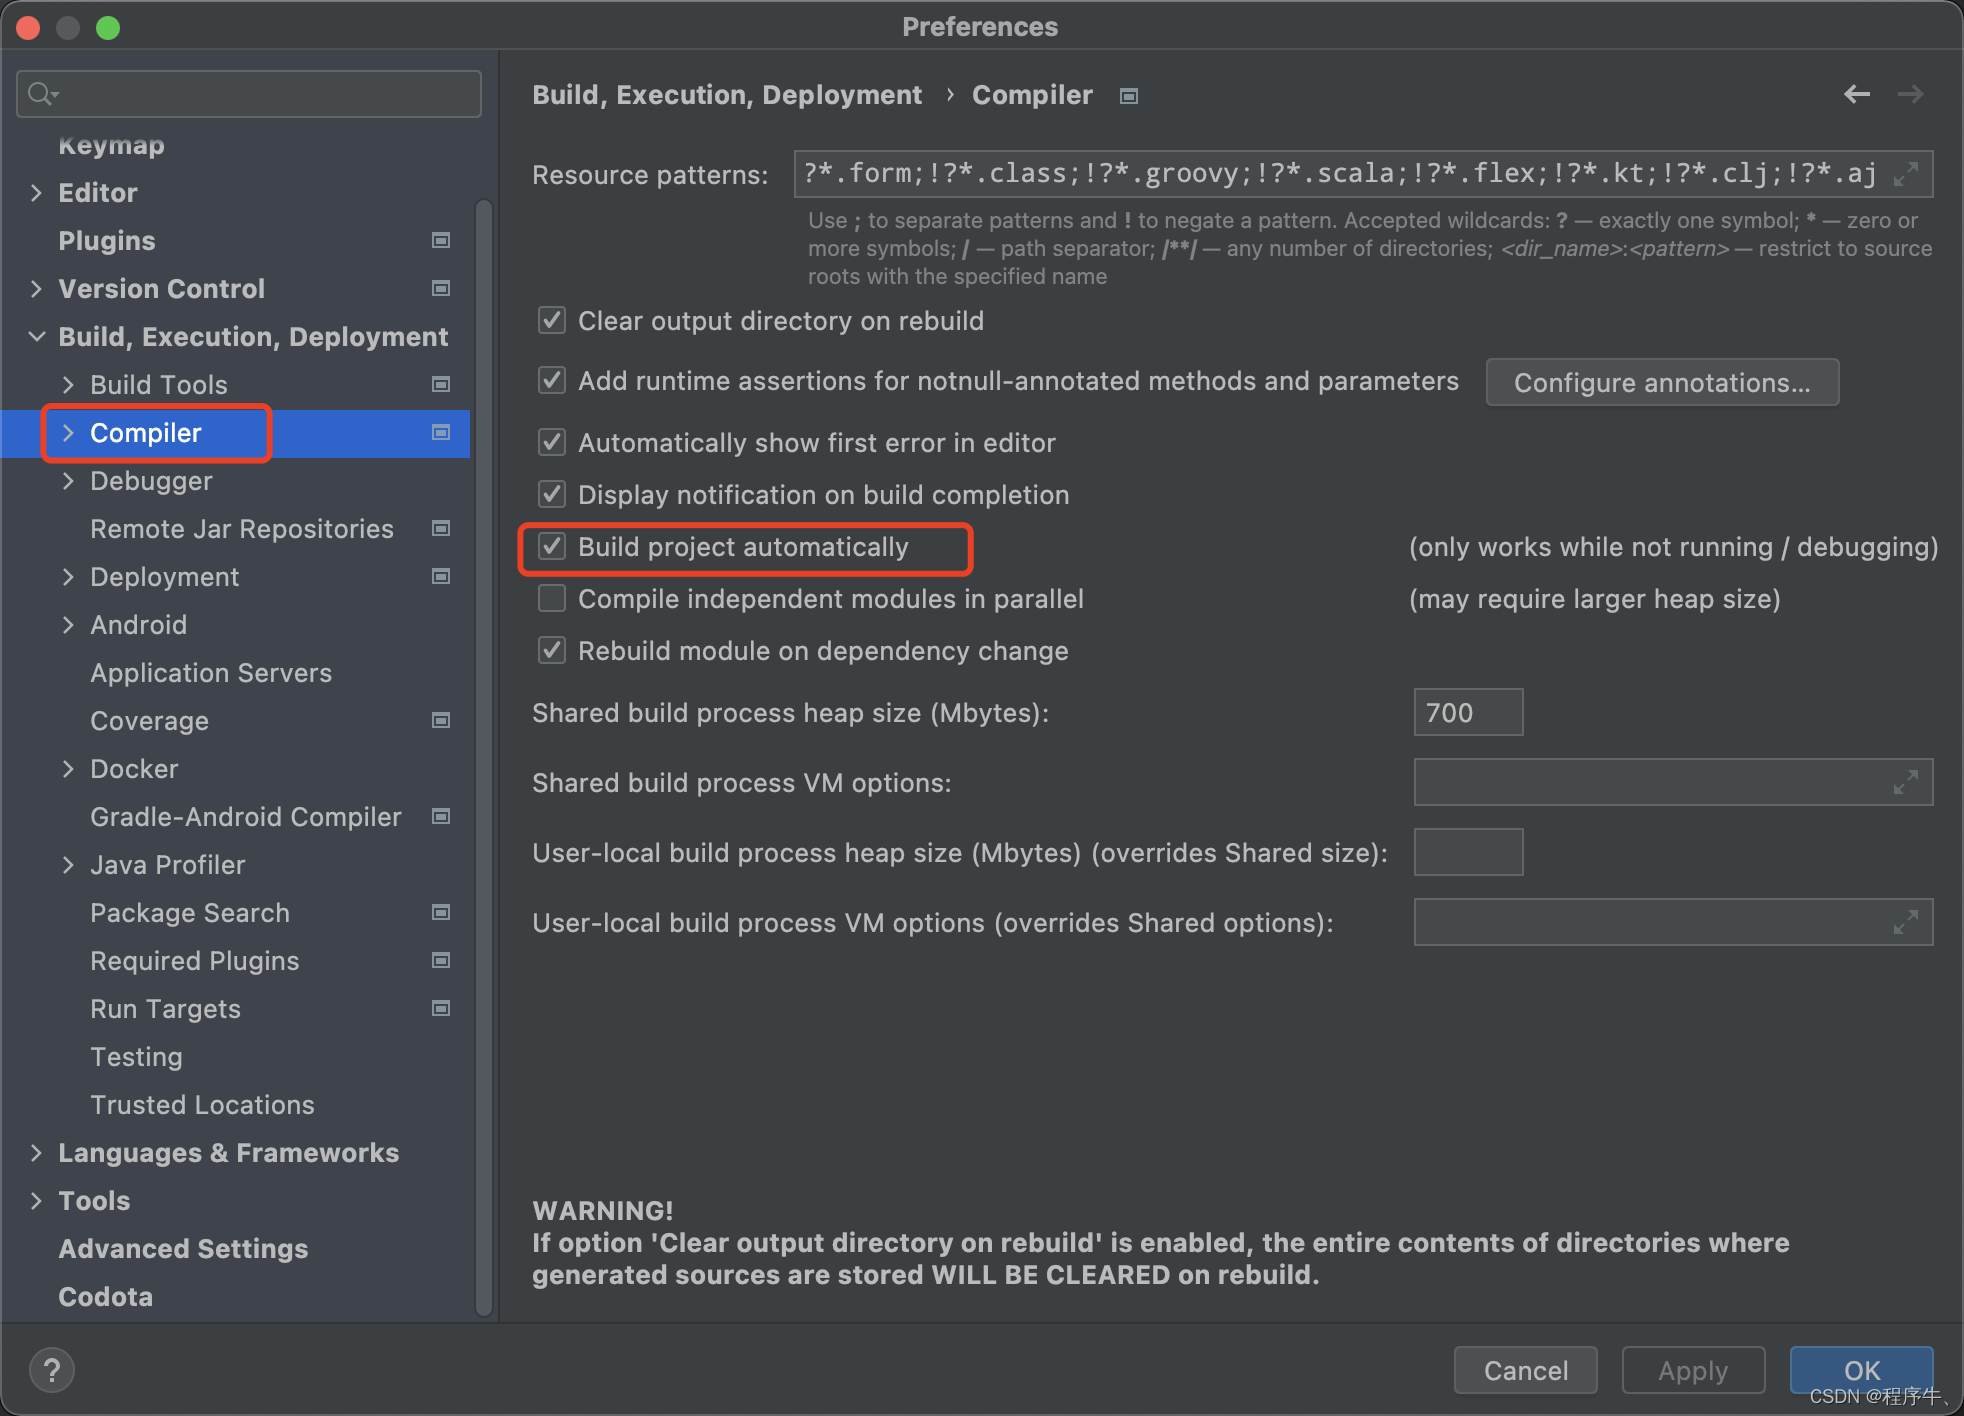 Preferences
Keymap
Editor
Plugins
Version Control
Build, Execution, Deployment
Build Tools
Compiler
Debugger
Remote Jar Repositories
Deployment
Android
Application Servers
Coverage
Docker
Gradle-Android Compiler
Java Profiler
Package Search
Required Plugins
Run Targets
Testing
Trusted Locations
Languages & Frameworks
Tools
Advanced Settings
Codota
Build, Execution, Deployment › Compiler
Resource patterns: ?*.form;!?*.class;!?*.groovy;!?*.scala;!?*.flex;!?*.kt;!?*.clj;!?*.aj
Use ; to separate patterns and ! to negate a pattern. Accepted wildcards: ? — exactly one symbol; * — zero or
more symbols; / — path separator; /**/ — any number of directories; <dir_name>:<pattern> — restrict to source
roots with the specified name
Clear output directory on rebuild
Add runtime assertions for notnull-annotated methods and parameters Configure annotations...
Automatically show first error in editor
Display notification on build completion
Build project automatically (only works while not running / debugging)
Compile independent modules in parallel (may require larger heap size)
Rebuild module on dependency change
Shared build process heap size (Mbytes): 700
Shared build process VM options:
User-local build process heap size (Mbytes) (overrides Shared size):
User-local build process VM options (overrides Shared options):
WARNING!
If option 'Clear output directory on rebuild' is enabled, the entire contents of directories where
generated sources are stored WILL BE CLEARED on rebuild.
? Cancel Apply OK
CSDN @程序牛、